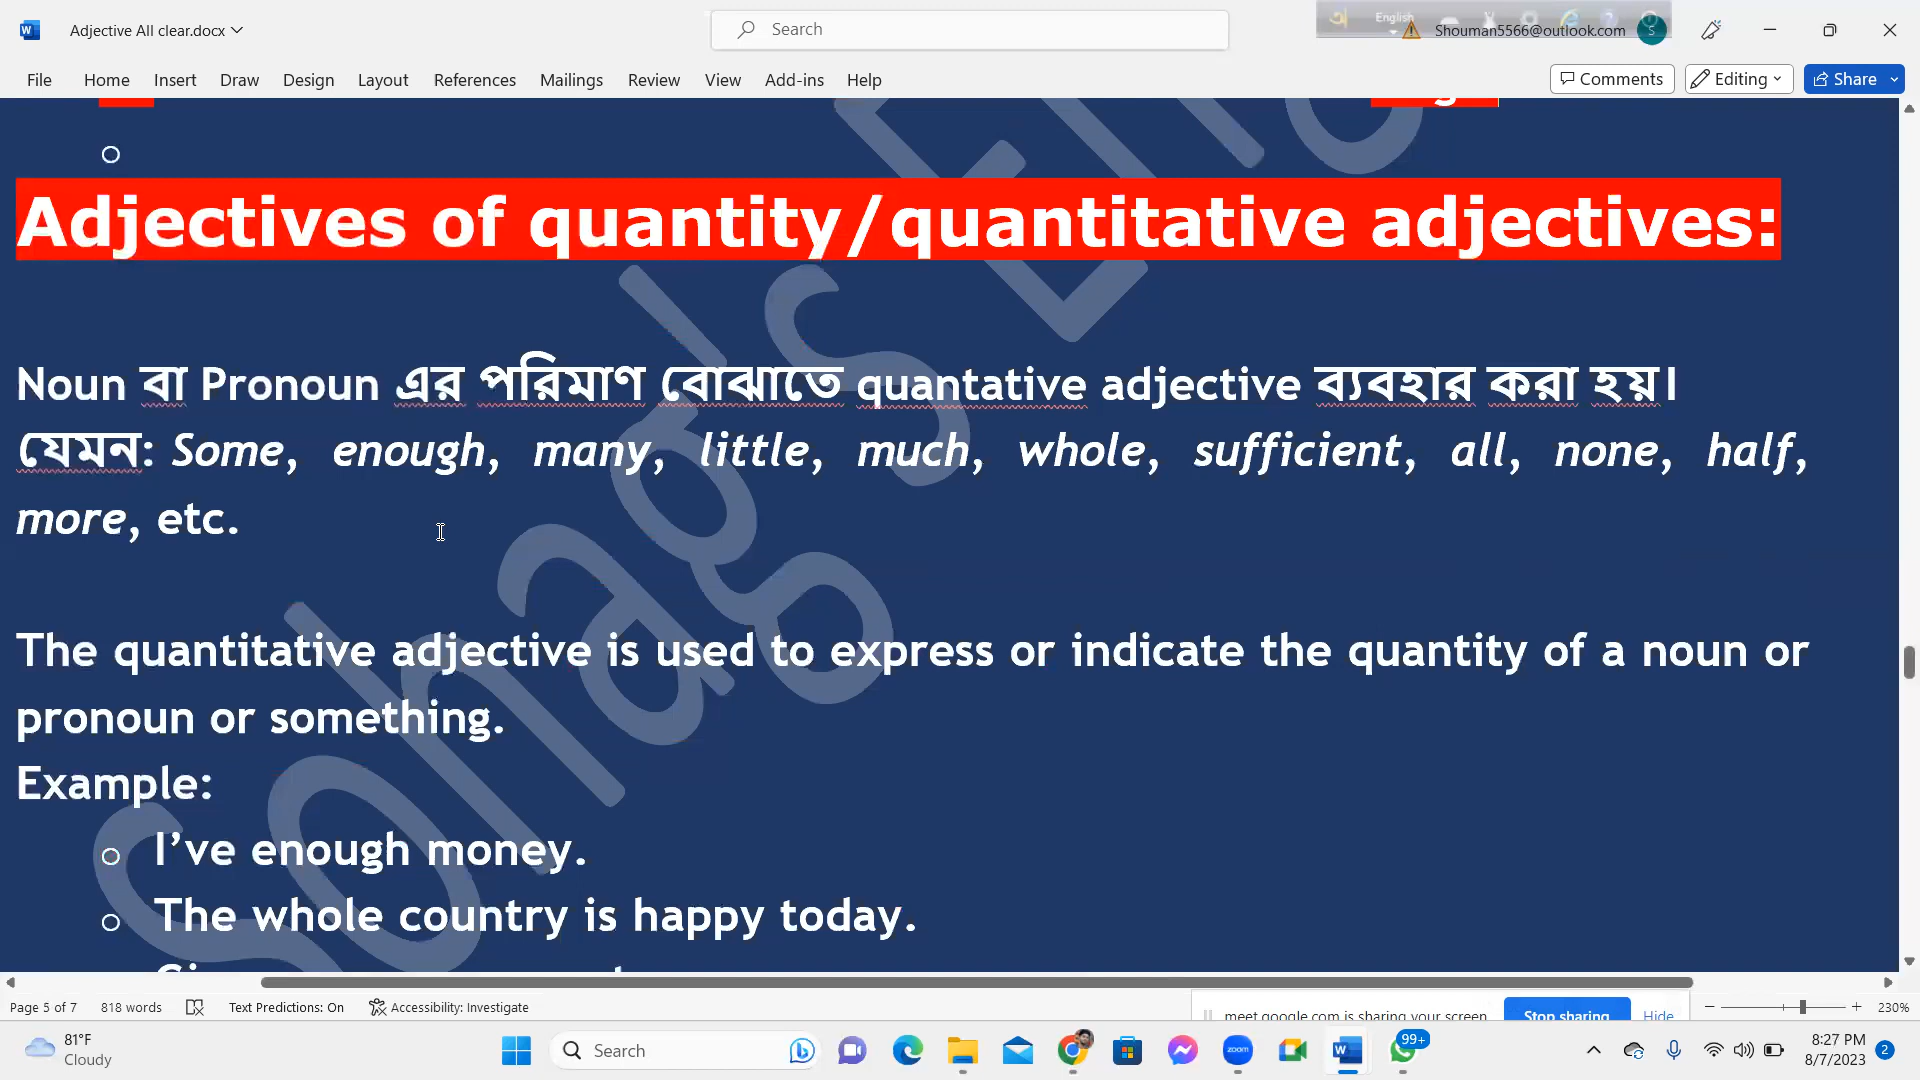 Adjective All clear.docx
Search
English
Shouman5566@outlook.com
S
File Home Insert Draw Design Layout References Mailings Review View Add-ins Help
Comments Editing Share
Adjectives of quantity/quantitative adjectives:
Noun বা Pronoun এর পরিমাণ বোঝাতে quantative adjective ব্যবহার করা হয়।
যেমন: Some, enough, many, little, much, whole, sufficient, all, none, half,
more, etc.
The quantitative adjective is used to express or indicate the quantity of a noun or
pronoun or something.
Example:
I’ve enough money.
The whole country is happy today.
Sohag's
Page 5 of 7 818 words Text Predictions: On Accessibility: Investigate
meet.google.com is sharing your screen. Stop sharing Hide
230%
81°F
Cloudy
Search
zoom
99+
8:27 PM
8/7/2023
2